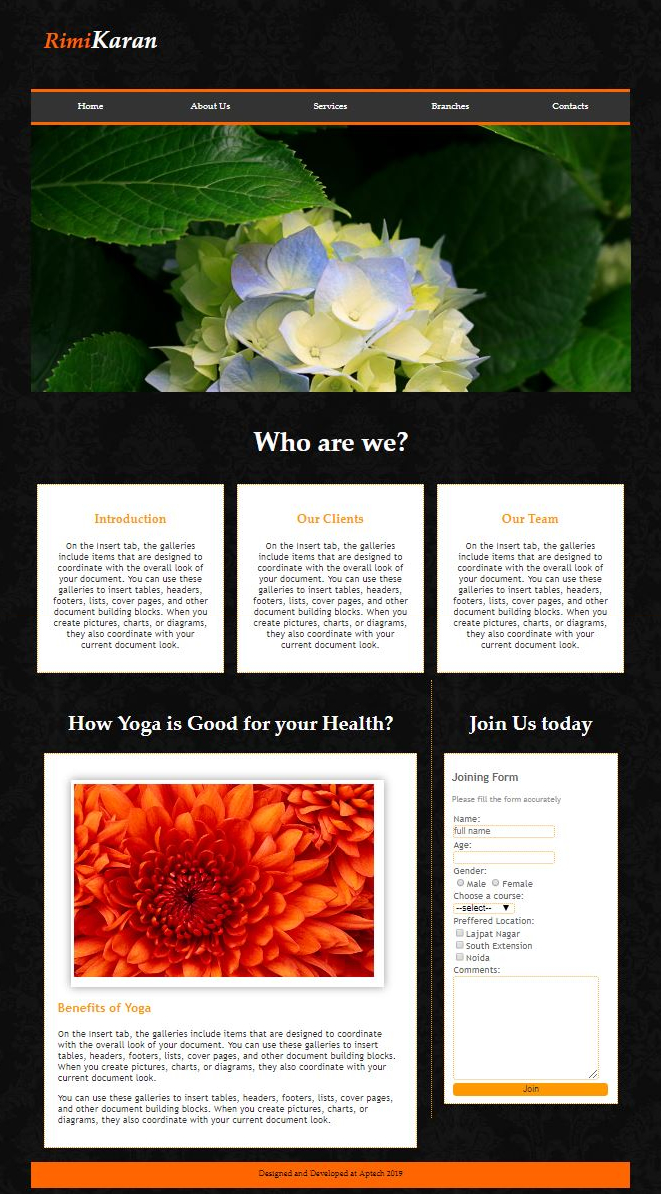 RimiKaran
Home About Us Services Branches Contacts
Who are we?
Introduction
On the Insert tab, the galleries
include items that are designed to
coordinate with the overall look of
your document. You can use these
galleries to insert tables, headers,
footers, lists, cover pages, and other
document building blocks. When you
create pictures, charts, or diagrams,
they also coordinate with your
current document look.
Our Clients
On the Insert tab, the galleries
include items that are designed to
coordinate with the overall look of
your document. You can use these
galleries to insert tables, headers,
footers, lists, cover pages, and other
document building blocks. When you
create pictures, charts, or diagrams,
they also coordinate with your
current document look.
Our Team
On the Insert tab, the galleries
include items that are designed to
coordinate with the overall look of
your document. You can use these
galleries to insert tables, headers,
footers, lists, cover pages, and other
document building blocks. When you
create pictures, charts, or diagrams,
they also coordinate with your
current document look.
How Yoga is Good for your Health?
Benefits of Yoga
On the Insert tab, the galleries include items that are designed to coordinate
with the overall look of your document. You can use these galleries to insert
tables, headers, footers, lists, cover pages, and other document building blocks.
When you create pictures, charts, or diagrams, they also coordinate with your
current document look.
You can use these galleries to insert tables, headers, footers, lists, cover pages,
and other document building blocks. When you create pictures, charts, or
diagrams, they also coordinate with your current document look.
Join Us today
Joining Form
Please fill the form accurately
Name:
full name
Age:
Gender:
Male Female
Choose a course:
--select--
Preffered Location:
Lajpat Nagar
South Extension
Noida
Comments:
Join
Designed and Developed at Aptech 2019